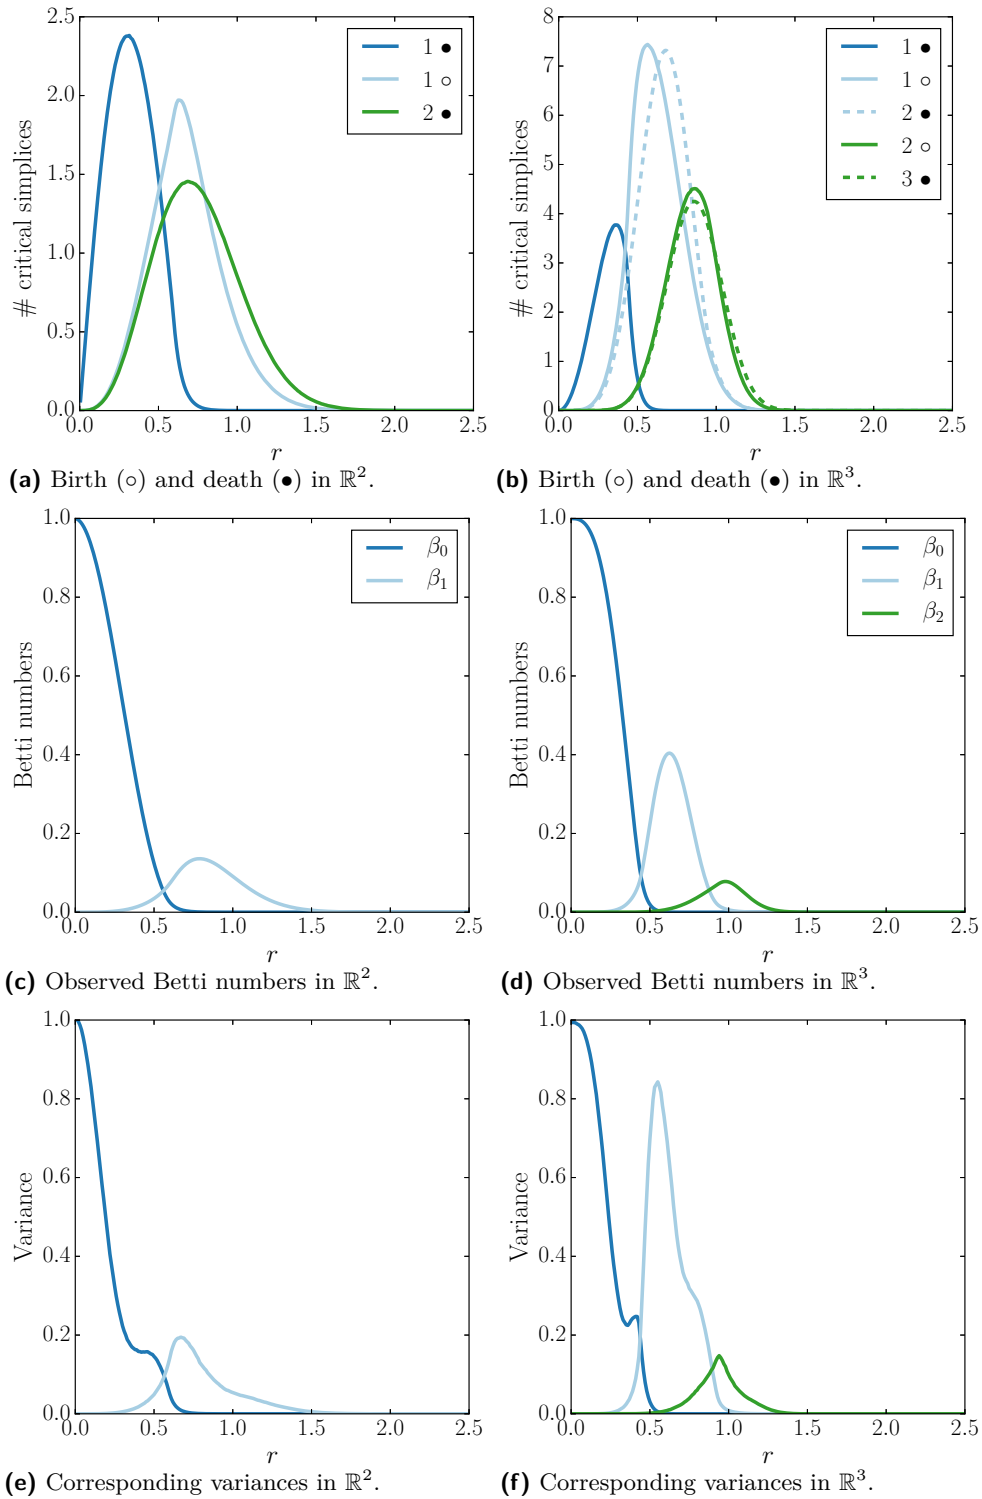 2.5
2.0
1.5
1.0
0.5
0.0
# critical simplices
1 ●
1 ○
2 ●
0.0 0.5 1.0 1.5 2.0 2.5
r
(a) Birth (○) and death (●) in ℝ².
8
7
6
5
4
3
2
1
0
# critical simplices
1 ●
1 ○
2 ●
2 ○
3 ●
0.0 0.5 1.0 1.5 2.0 2.5
r
(b) Birth (○) and death (●) in ℝ³.
1.0
0.8
0.6
0.4
0.2
0.0
Betti numbers
β₀
β₁
0.0 0.5 1.0 1.5 2.0 2.5
r
(c) Observed Betti numbers in ℝ².
1.0
0.8
0.6
0.4
0.2
0.0
Betti numbers
β₀
β₁
β₂
0.0 0.5 1.0 1.5 2.0 2.5
r
(d) Observed Betti numbers in ℝ³.
1.0
0.8
0.6
0.4
0.2
0.0
Variance
0.0 0.5 1.0 1.5 2.0 2.5
r
(e) Corresponding variances in ℝ².
1.0
0.8
0.6
0.4
0.2
0.0
Variance
0.0 0.5 1.0 1.5 2.0 2.5
r
(f) Corresponding variances in ℝ³.